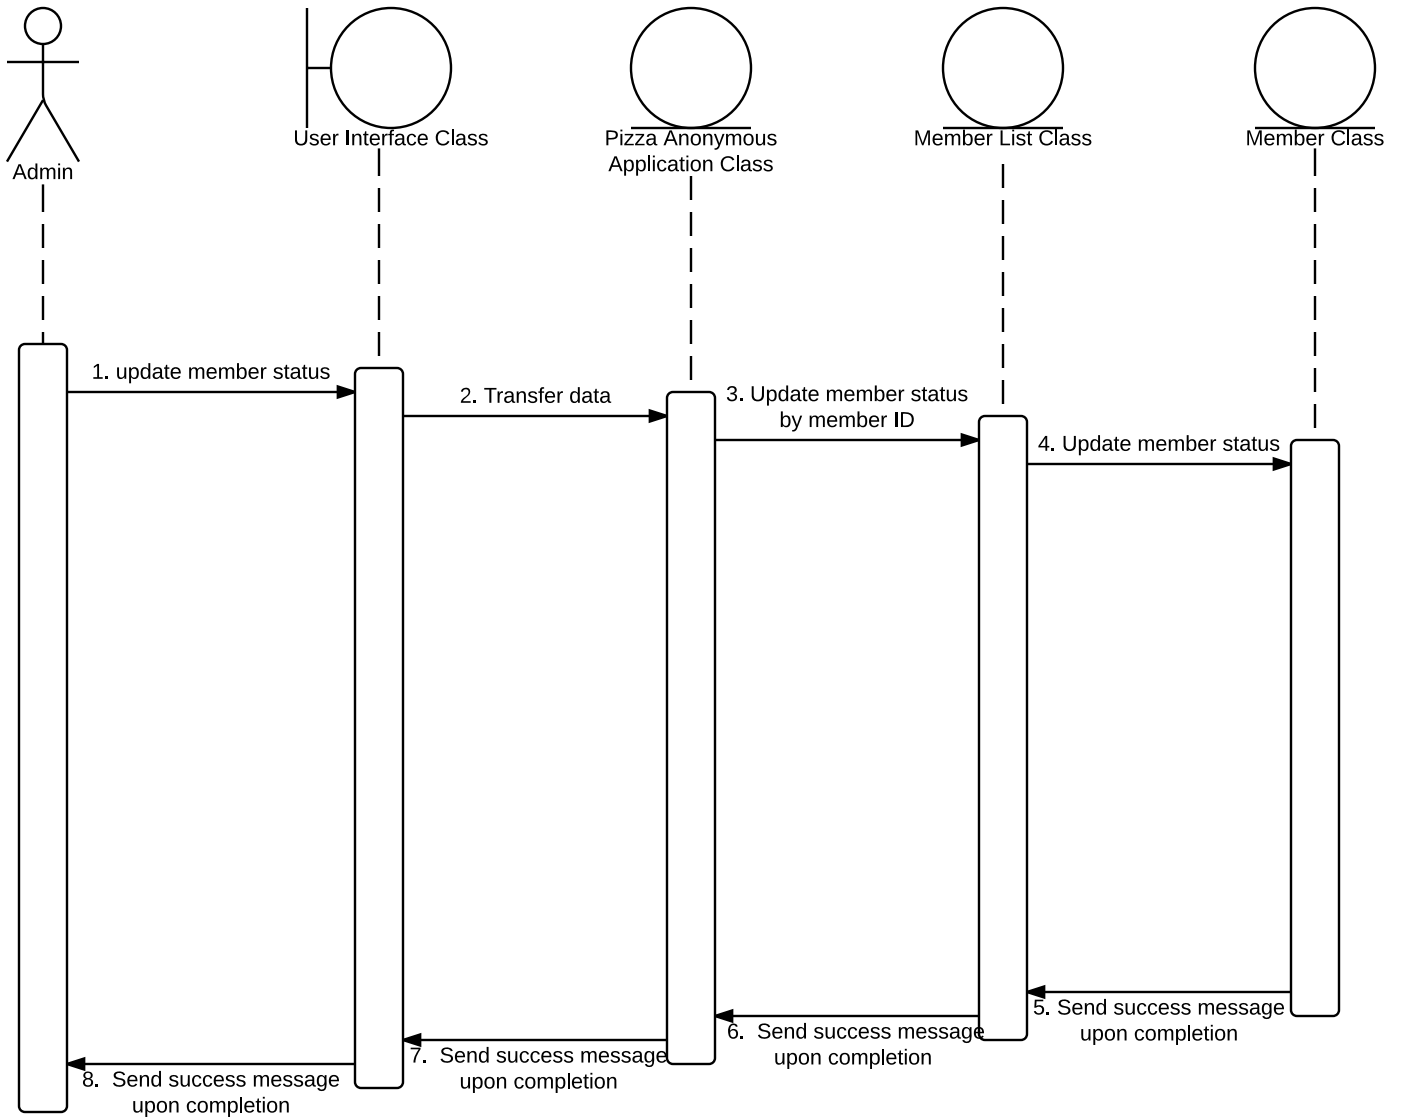 Admin
User Interface Class
Pizza Anonymous
Application Class
Member List Class
Member Class
1. update member status
2. Transfer data
3. Update member status
by member ID
4. Update member status
5. Send success message
upon completion
6. Send success message
upon completion
7. Send success message
upon completion
8. Send success message
upon completion